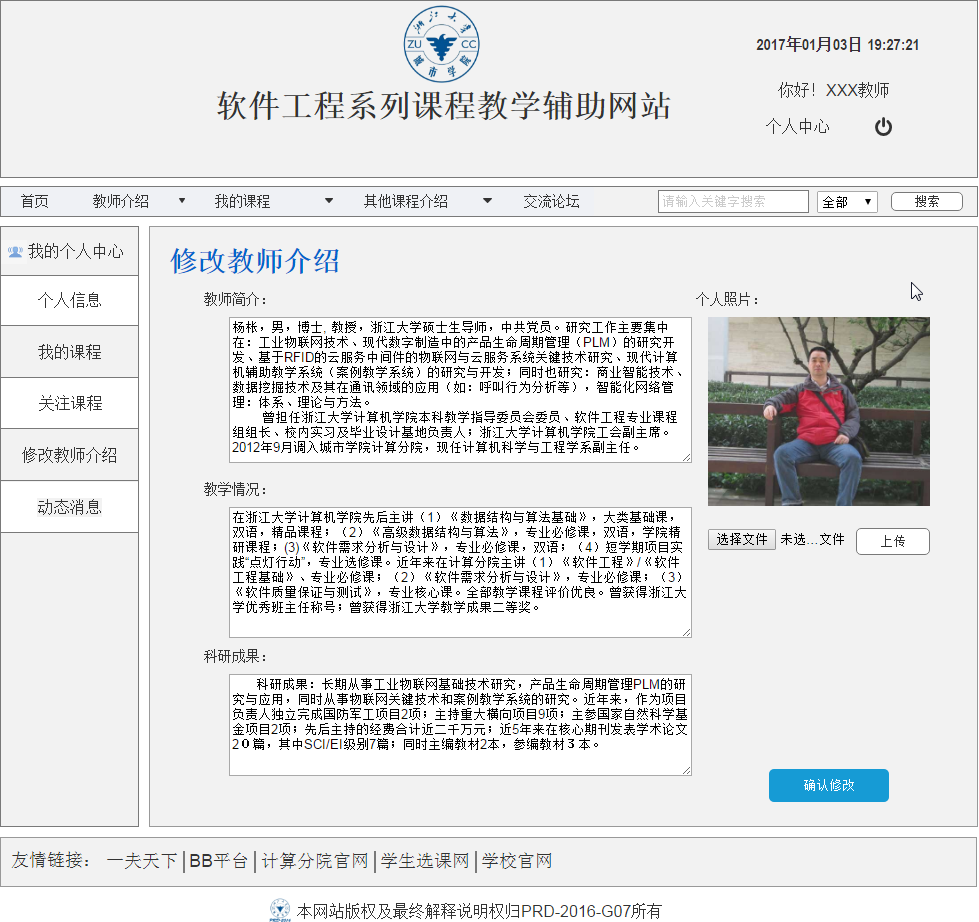 浙江大学
ZU CC
城市学院
软件工程系列课程教学辅助网站
2017年01月03日 19:27:21
你好！XXX教师
个人中心
首页 教师介绍 我的课程 其他课程介绍 交流论坛 请输入关键字搜索 全部 搜索
我的个人中心
个人信息
我的课程
关注课程
修改教师介绍
动态消息
修改教师介绍
教师简介：
杨枨，男，博士, 教授，浙江大学硕士生导师，中共党员。研究工作主要集中
在：工业物联网技术、现代数字制造中的产品生命周期管理（PLM）的研究开
发、基于RFID的云服务中间件的物联网与云服务系统关键技术研究、现代计算
机辅助教学系统（案例教学系统）的研究与开发；同时也研究：商业智能技术、
数据挖掘技术及其在通讯领域的应用（如：呼叫行为分析等），智能化网络管
理：体系、理论与方法。
曾担任浙江大学计算机学院本科教学指导委员会委员、软件工程专业课程
组组长、校内实习及毕业设计基地负责人；浙江大学计算机学院工会副主席。
2012年9月调入城市学院计算分院，现任计算机科学与工程学系副主任。
个人照片：
选择文件 未选...文件 上传
教学情况：
在浙江大学计算机学院先后主讲（1）《数据结构与算法基础》，大类基础课，
双语，精品课程；（2）《高级数据结构与算法》，专业必修课，双语，学院精
研课程；(3)《软件需求分析与设计》，专业必修课，双语；（4）短学期项目实
践“点灯行动”，专业选修课。近年来在计算分院主讲（1）《软件工程》/《软件
工程基础》、专业必修课；（2）《软件需求分析与设计》，专业必修课；（3）
《软件质量保证与测试》，专业核心课。全部教学课程评价优良。曾获得浙江大
学优秀班主任称号；曾获得浙江大学教学成果二等奖。
科研成果：
科研成果：长期从事工业物联网基础技术研究，产品生命周期管理PLM的研
究与应用，同时从事物联网关键技术和案例教学系统的研究。近年来，作为项目
负责人独立完成国防军工项目2项；主持重大横向项目9项；主参国家自然科学基
金项目2项；先后主持的经费合计近二千万元；近5年来在核心期刊发表学术论文
2０篇，其中SCI/EI级别7篇；同时主编教材2本，参编教材３本。
确认修改
友情链接： 一夫天下|BB平台|计算分院官网|学生选课网|学校官网
本网站版权及最终解释说明权归PRD-2016-G07所有